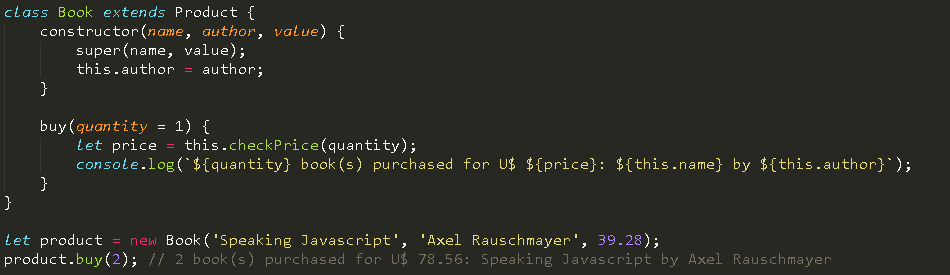 class Book extends Product {
    constructor(name, author, value) {
        super(name, value);
        this.author = author;
    }

    buy(quantity = 1) {
        let price = this.checkPrice(quantity);
        console.log(`${quantity} book(s) purchased for U$ ${price}: ${this.name} by ${this.author}`);
    }
}

let product = new Book('Speaking Javascript', 'Axel Rauschmayer', 39.28);
product.buy(2); // 2 book(s) purchased for U$ 78.56: Speaking Javascript by Axel Rauschmayer